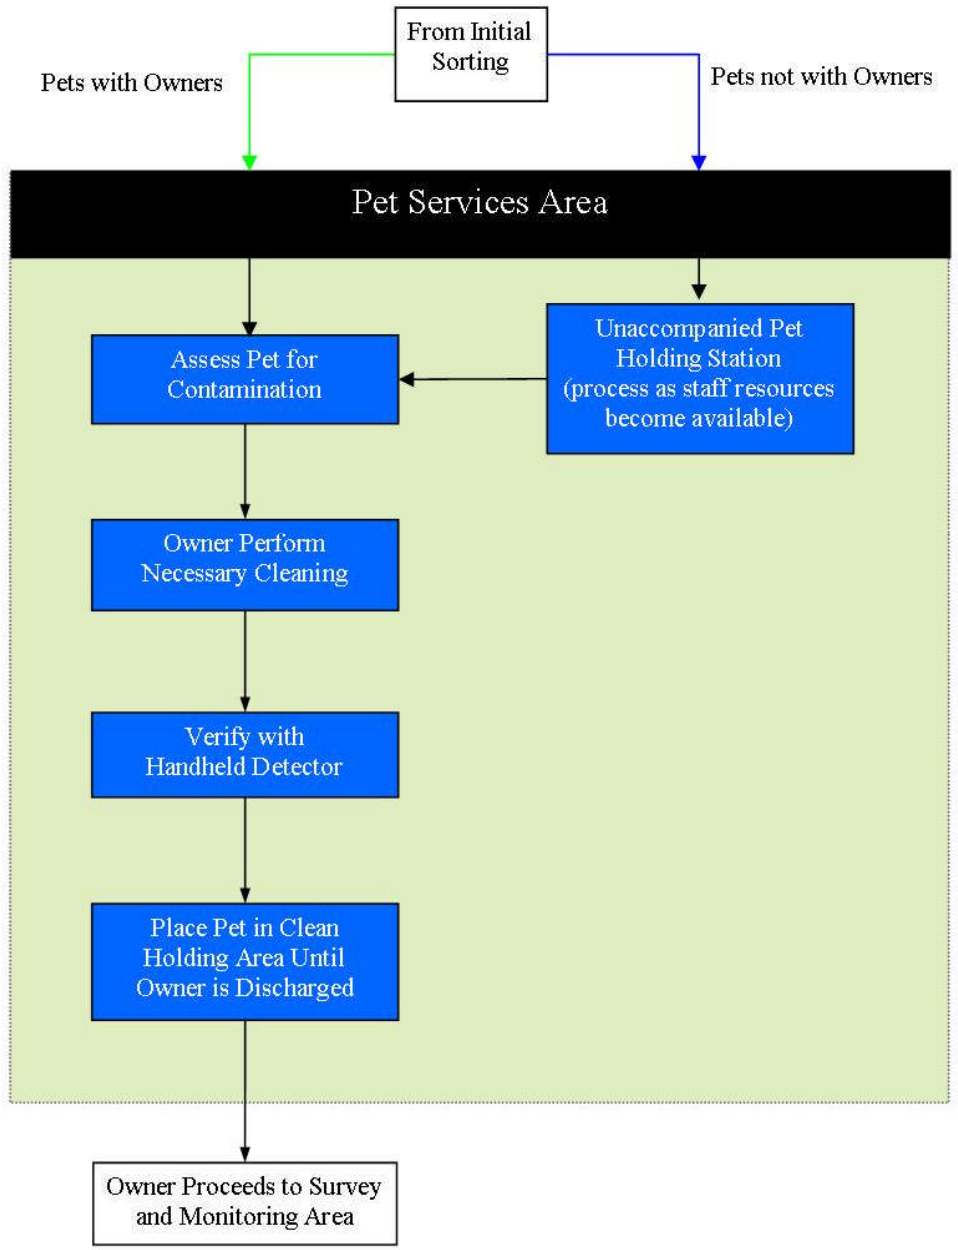 From Initial
Sorting
Pets with Owners
Pets not with Owners
Pet Services Area
Unaccompanied Pet
Holding Station
(process as staff resources
become available)
Assess Pet for
Contamination
Owner Perform
Necessary Cleaning
Verify with
Handheld Detector
Place Pet in Clean
Holding Area Until
Owner is Discharged
Owner Proceeds to Survey
and Monitoring Area